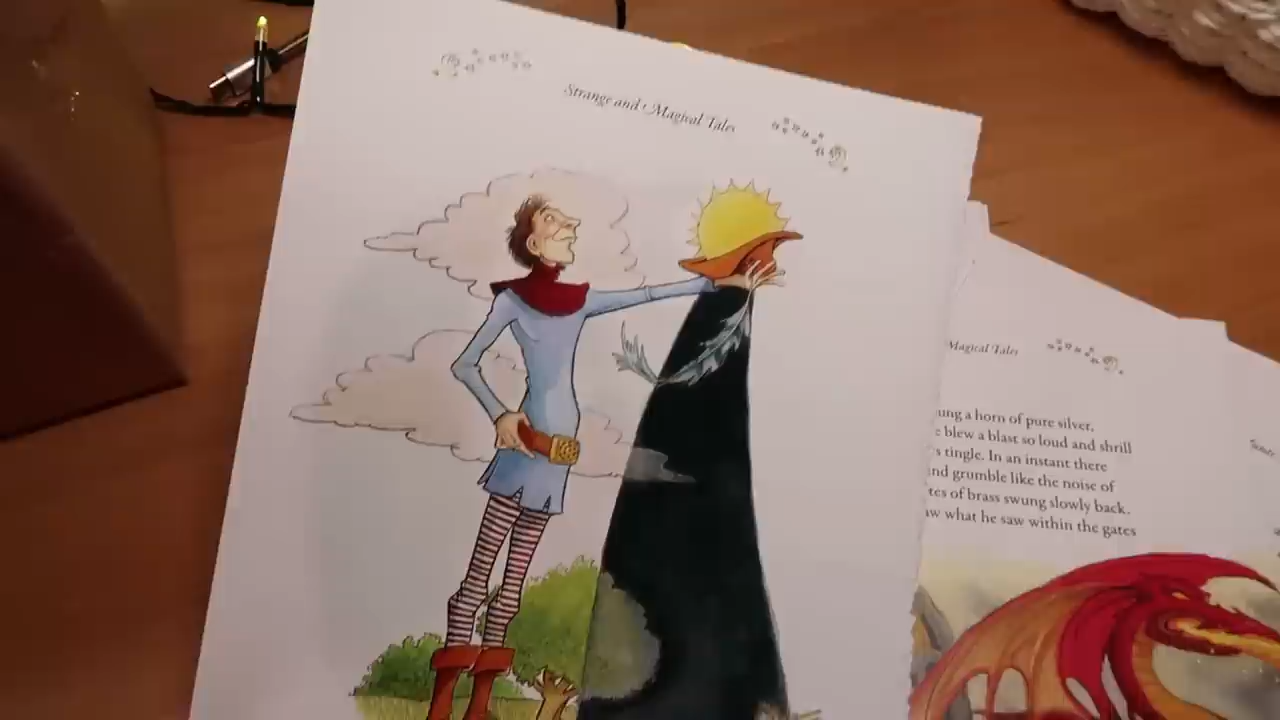 Strange and Magical Tales
Magical Tales
ung a horn of pure silver,
e blew a blast so loud and shrill
s tingle. In an instant there
nd grumble like the noise of
tes of brass swung slowly back.
aw what he saw within the gates